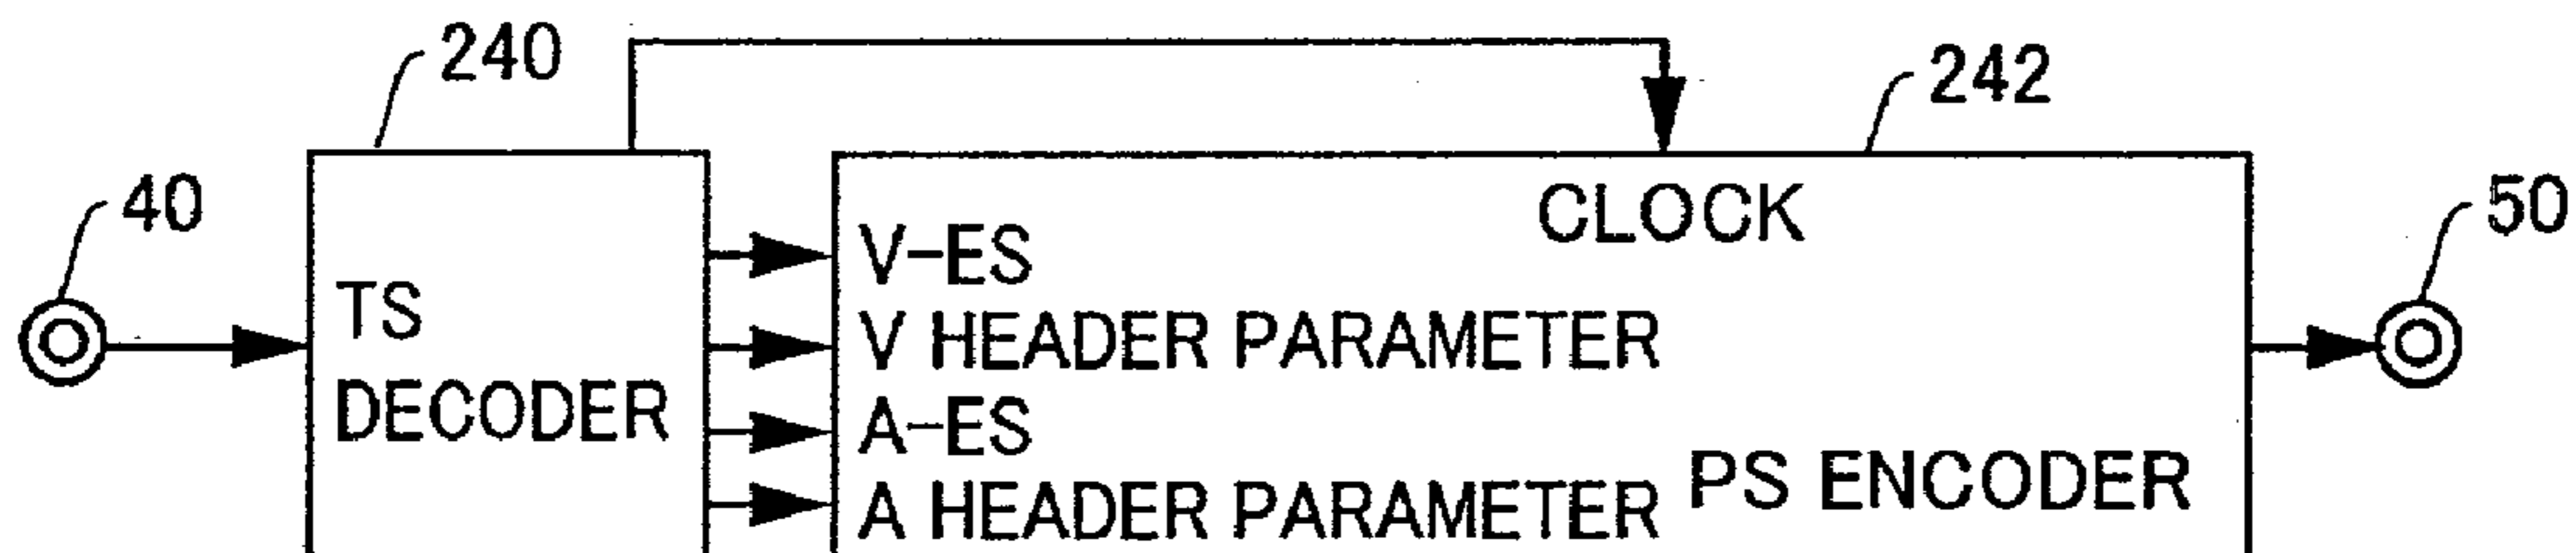 240
242
40
50
CLOCK
V-ES
V HEADER PARAMETER
A-ES
A HEADER PARAMETER
TS
DECODER
PS ENCODER